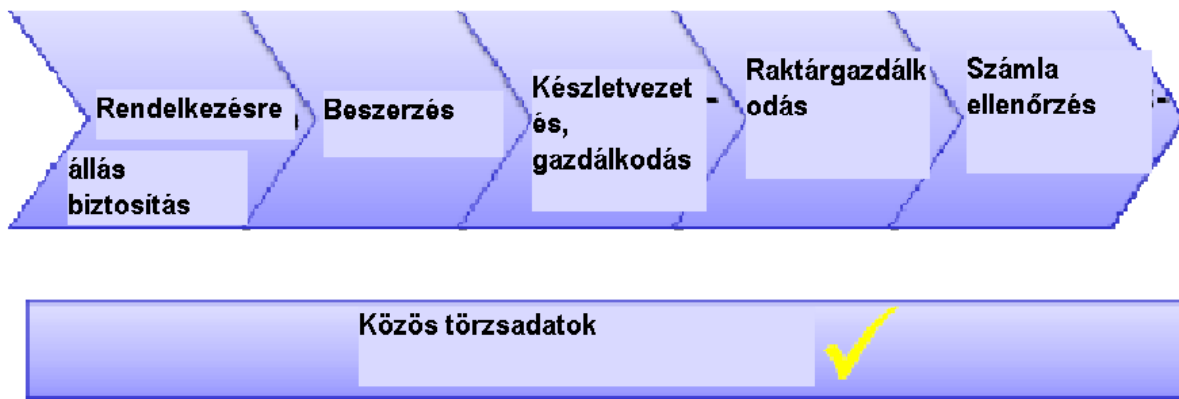 Rendelkezésre
állás
biztosítás
Beszerzés
Készletvezet
és,
gazdálkodás
Raktárgazdálk
odás
Számla
ellenőrzés
Közös törzsadatok